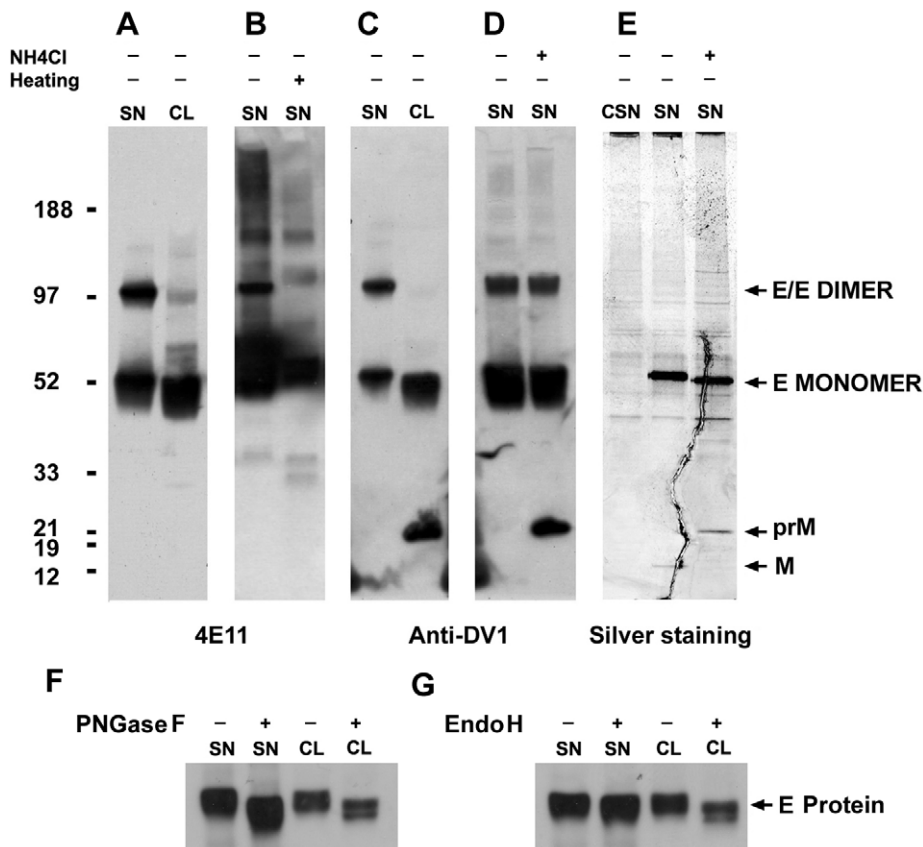 A B C D E
NH4Cl – – – – – + – – +
Heating – – – + – – – – – – –
SN CL SN SN SN CL SN SN CSN SN SN
188 -
97 - E/E DIMER
52 - E MONOMER
33 -
21 - prM
19 -
12 - M
4E11 Anti-DV1 Silver staining
F G
PNGase F – + – + EndoH – + – +
SN SN CL CL SN SN CL CL
E Protein